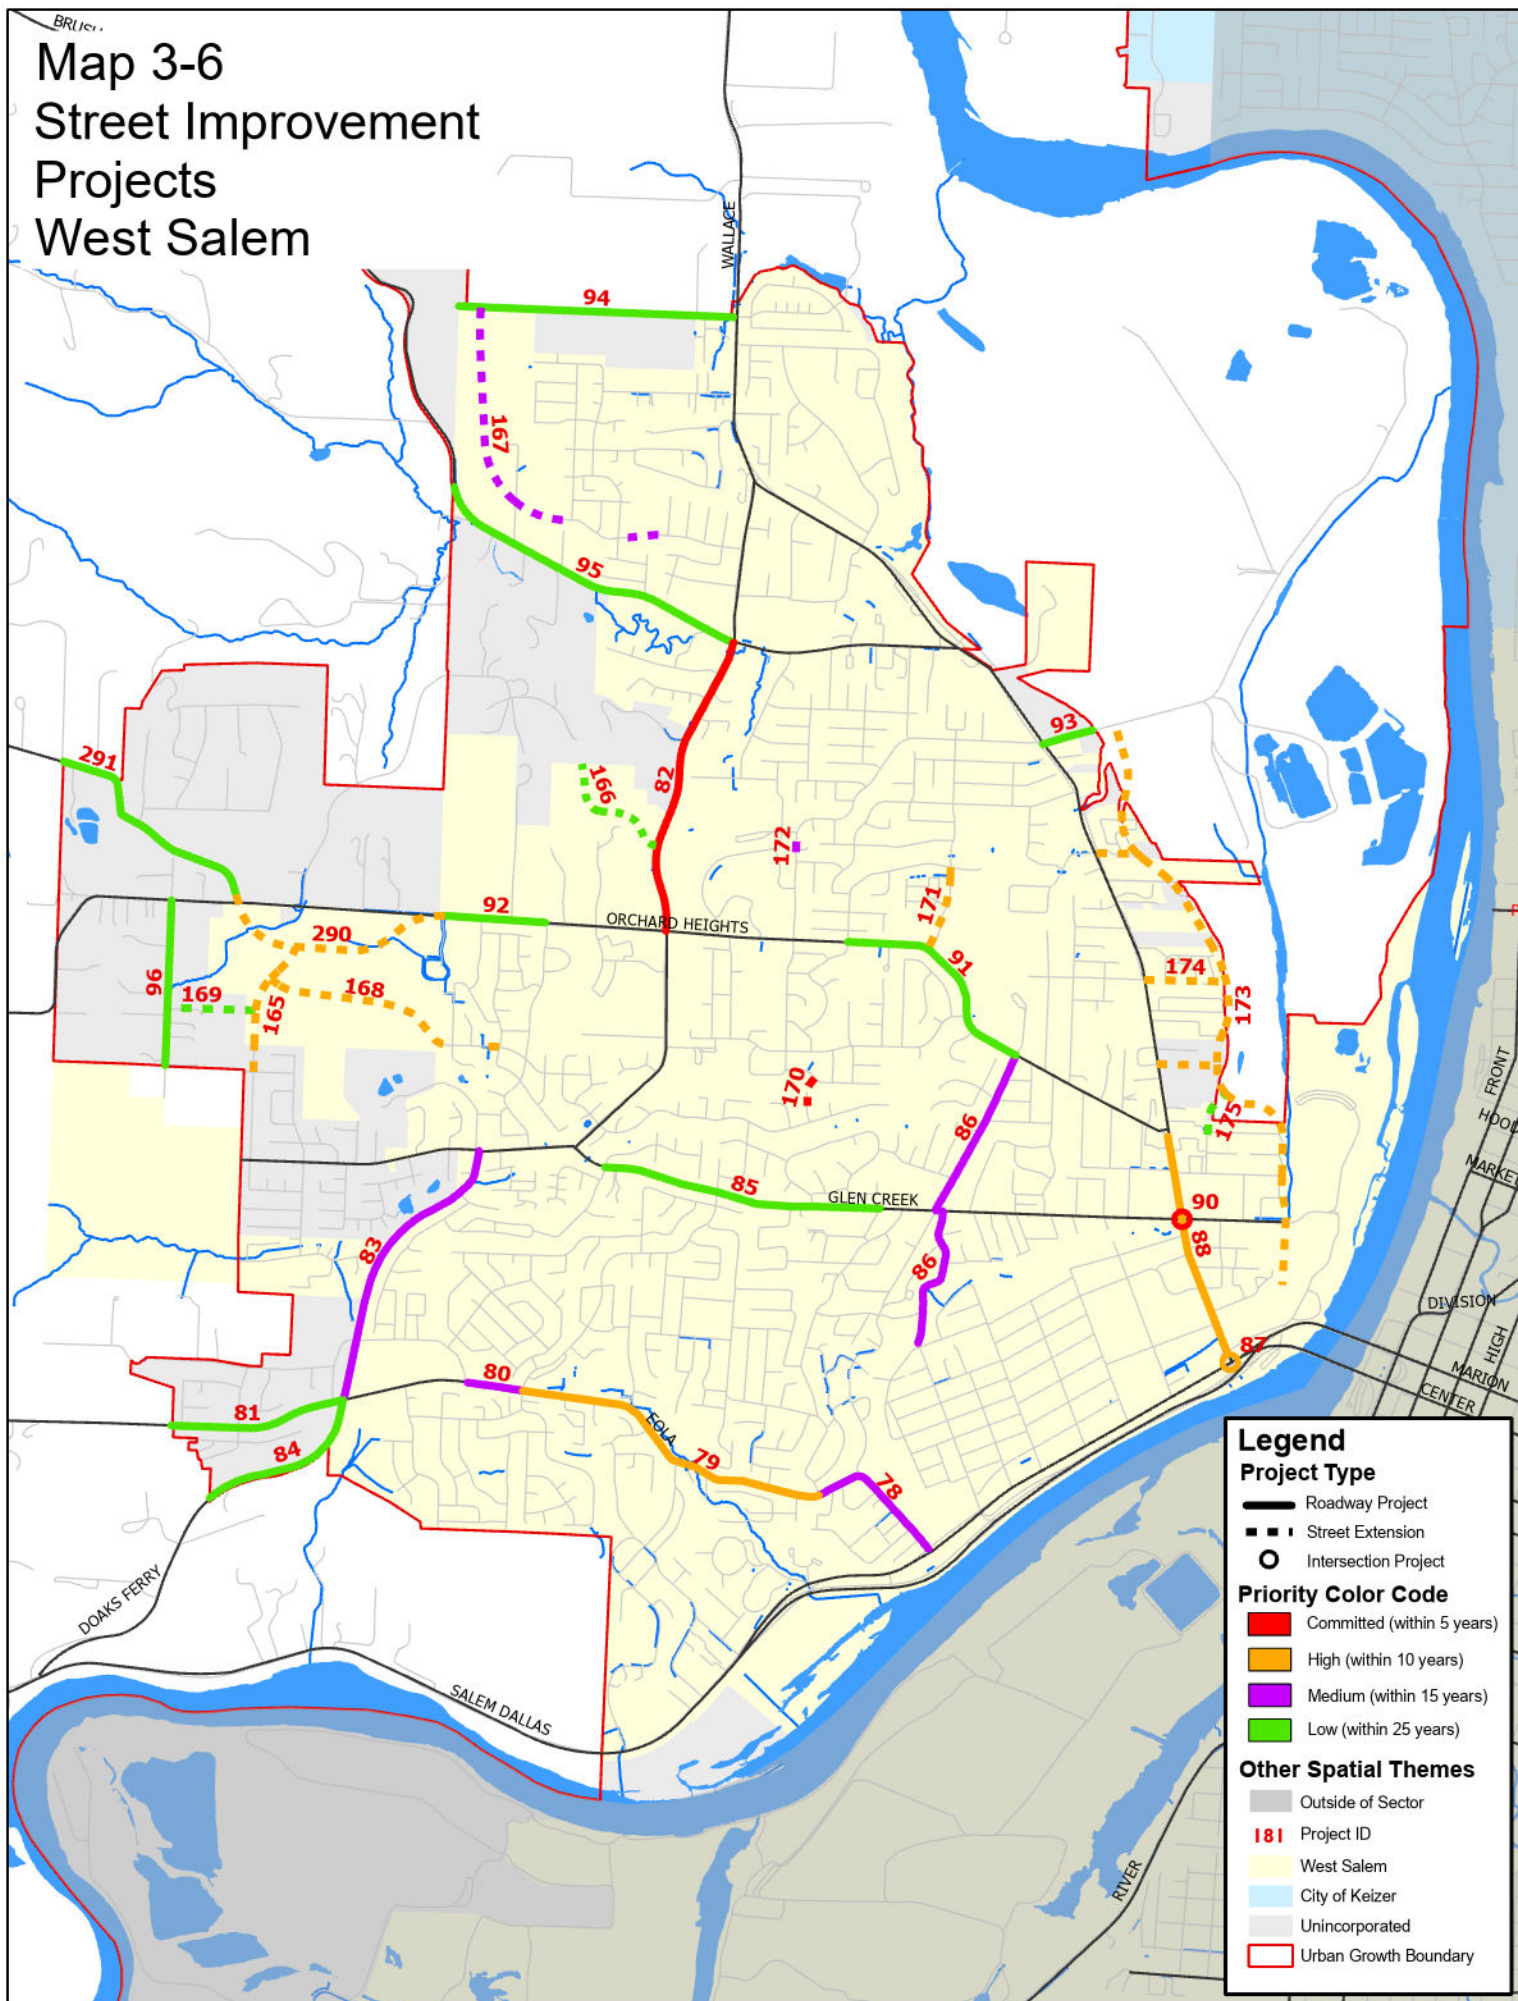 BRUSH
Map 3-6
Street Improvement
Projects
West Salem
WALLACE
94
167
95
93
291
82
166
172
171
92
ORCHARD HEIGHTS
290
91
96
169
165
168
174
173
170
175
86
85
GLEN CREEK
90
88
83
86
87
FRONT
HOOD
MARKET
DIVISION
HIGH
MARION
CENTER
80
81
84
EOLA
79
78
DOAKS FERRY
SALEM DALLAS
RIVER
Legend
Project Type
Roadway Project
Street Extension
Intersection Project
Priority Color Code
Committed (within 5 years)
High (within 10 years)
Medium (within 15 years)
Low (within 25 years)
Other Spatial Themes
Outside of Sector
181 Project ID
West Salem
City of Keizer
Unincorporated
Urban Growth Boundary